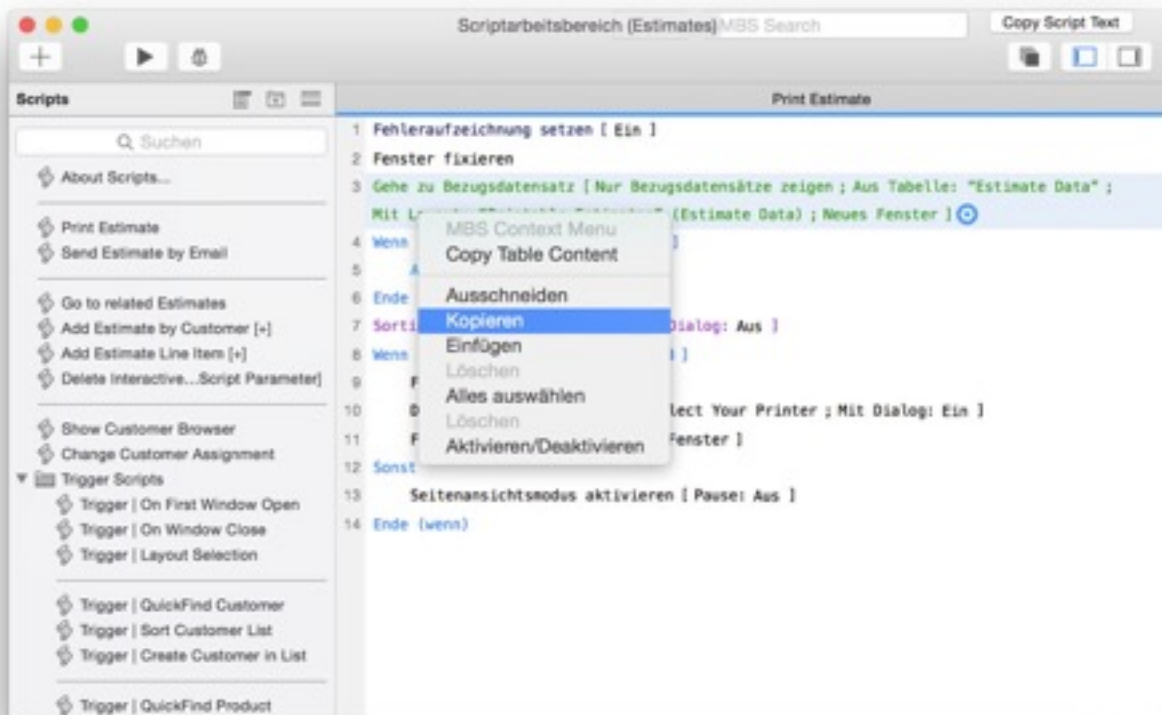 Scriptarbeitsbereich (Estimates)
MBS Search
Copy Script Text
Scripts
Print Estimate
Suchen
About Scripts...
Print Estimate
Send Estimate by Email
Go to related Estimates
Add Estimate by Customer [+]
Add Estimate Line Item [+]
Delete Interactive...Script Parameter]
Show Customer Browser
Change Customer Assignment
Trigger Scripts
Trigger | On First Window Open
Trigger | On Window Close
Trigger | Layout Selection
Trigger | QuickFind Customer
Trigger | Sort Customer List
Trigger | Create Customer in List
Trigger | QuickFind Product
1 Fehleraufzeichnung setzen [ Ein ]
2 Fenster fixieren
3 Gehe zu Bezugsdatensatz [ Nur Bezugsdatensätze zeigen ; Aus Tabelle: "Estimate Data" ;
Mit (Estimate Data) ; Neues Fenster ]
4 Wenn ]
5 A
6 Ende
7 Sorti Dialog: Aus ]
8 Wenn ]
9 F
10 D lect Your Printer ; Mit Dialog: Ein ]
11 F Fenster ]
12 Sonst
13 Seitenansichtsmodus aktivieren [ Pause: Aus ]
14 Ende (wenn)
MBS Context Menu
Copy Table Content
Ausschneiden
Kopieren
Einfügen
Löschen
Alles auswählen
Löschen
Aktivieren/Deaktivieren